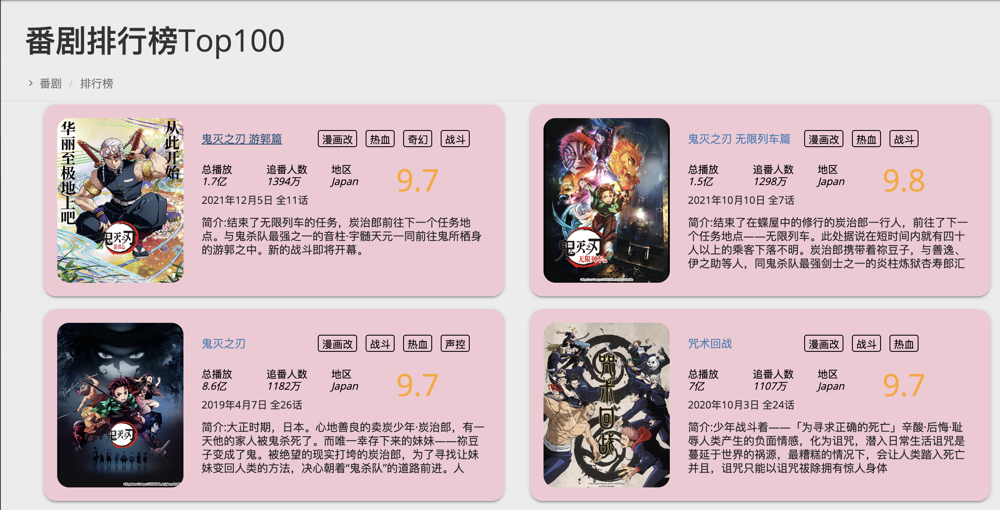 番剧排行榜Top100
> 番剧 / 排行榜
华丽至极地上吧
从此开始
鬼灭之刃
游郭篇
©Koyoharu Gotoge / SHUEISHA, Aniplex, ufotable
鬼灭之刃 游郭篇 漫画改 热血 奇幻 战斗
总播放 追番人数 地区
1.7亿 1394万 Japan 9.7
2021年12月5日 全11话
简介:结束了无限列车的任务，炭治郎前往下一个任务地
点。与鬼杀队最强之一的音柱·宇髄天元一同前往鬼所栖身
的游郭之中。新的战斗即将开幕。
無限
鬼灭之刃
无限列车篇
©Koyoharu Gotoge / SHUEISHA, Aniplex, ufotable
鬼灭之刃 无限列车篇 漫画改 热血 战斗
总播放 追番人数 地区
1.5亿 1298万 Japan 9.8
2021年10月10日 全7话
简介:结束了在蝶屋中的修行的炭治郎一行人，前往了下一
个任务地点——无限列车。此处据说在短时间内就有四十
人以上的乘客下落不明。炭治郎携带着祢豆子，与善逸、
伊之助等人，同鬼杀队最强剑士之一的炎柱炼狱杏寿郎汇
鬼灭之刃
©Koyoharu Gotoge / SHUEISHA, Aniplex, ufotabl
鬼灭之刃 漫画改 战斗 热血 声控
总播放 追番人数 地区
8.6亿 1182万 Japan 9.7
2019年4月7日 全26话
简介:大正时期，日本。心地善良的卖炭少年·炭治郎，有一
天他的家人被鬼杀死了。而唯一幸存下来的妹妹——祢豆
子变成了鬼。被绝望的现实打垮的炭治郎，为了寻找让妹
妹变回人类的方法，决心朝着“鬼杀队”的道路前进。人
咒术回战
咒术回战 漫画改 战斗 热血
总播放 追番人数 地区
7亿 1107万 Japan 9.7
2020年10月3日 全24话
简介:少年战斗着——「为寻求正确的死亡」辛酸·后悔·耻
辱人类产生的负面情感，化为诅咒，潜入日常生活诅咒是
蔓延于世界的祸源，最糟糕的情况下，会让人类踏入死亡
并且，诅咒只能以诅咒祓除拥有惊人身体